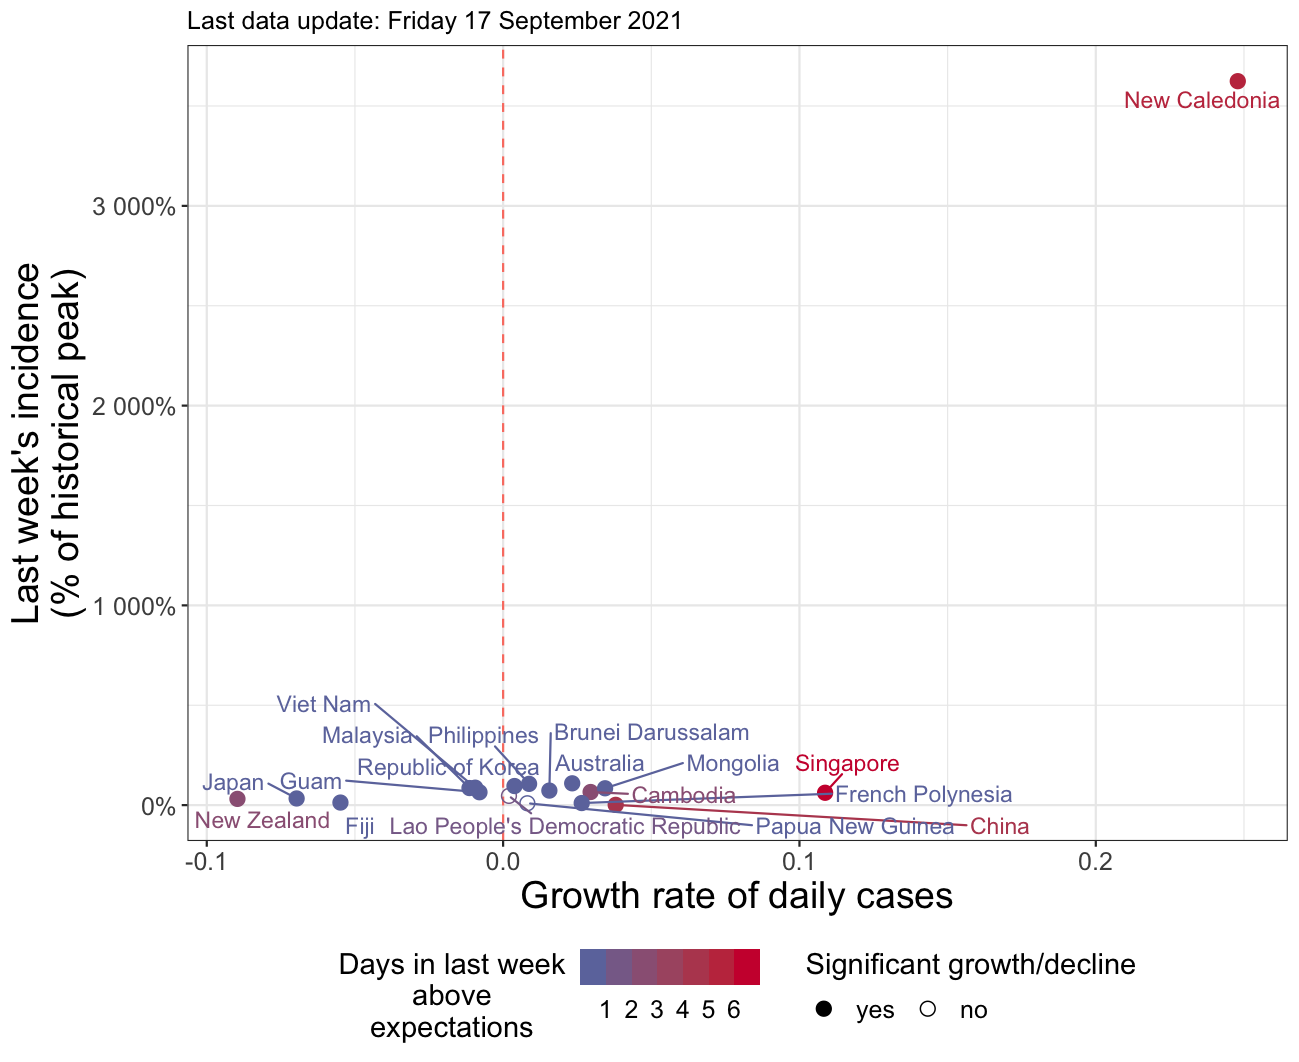 Last data update: Friday 17 September 2021
Last week's incidence
(% of historical peak)
3 000%
2 000%
1 000%
0%
New Caledonia
Viet Nam
Malaysia
Philippines
Brunei Darussalam
Republic of Korea
Australia
Mongolia
Singapore
Japan
Guam
Cambodia
French Polynesia
New Zealand
Fiji
Lao People's Democratic Republic
Papua New Guinea
China
-0.1
0.0
0.1
0.2
Growth rate of daily cases
Days in last week
above
expectations
1 2 3 4 5 6
Significant growth/decline
yes
no